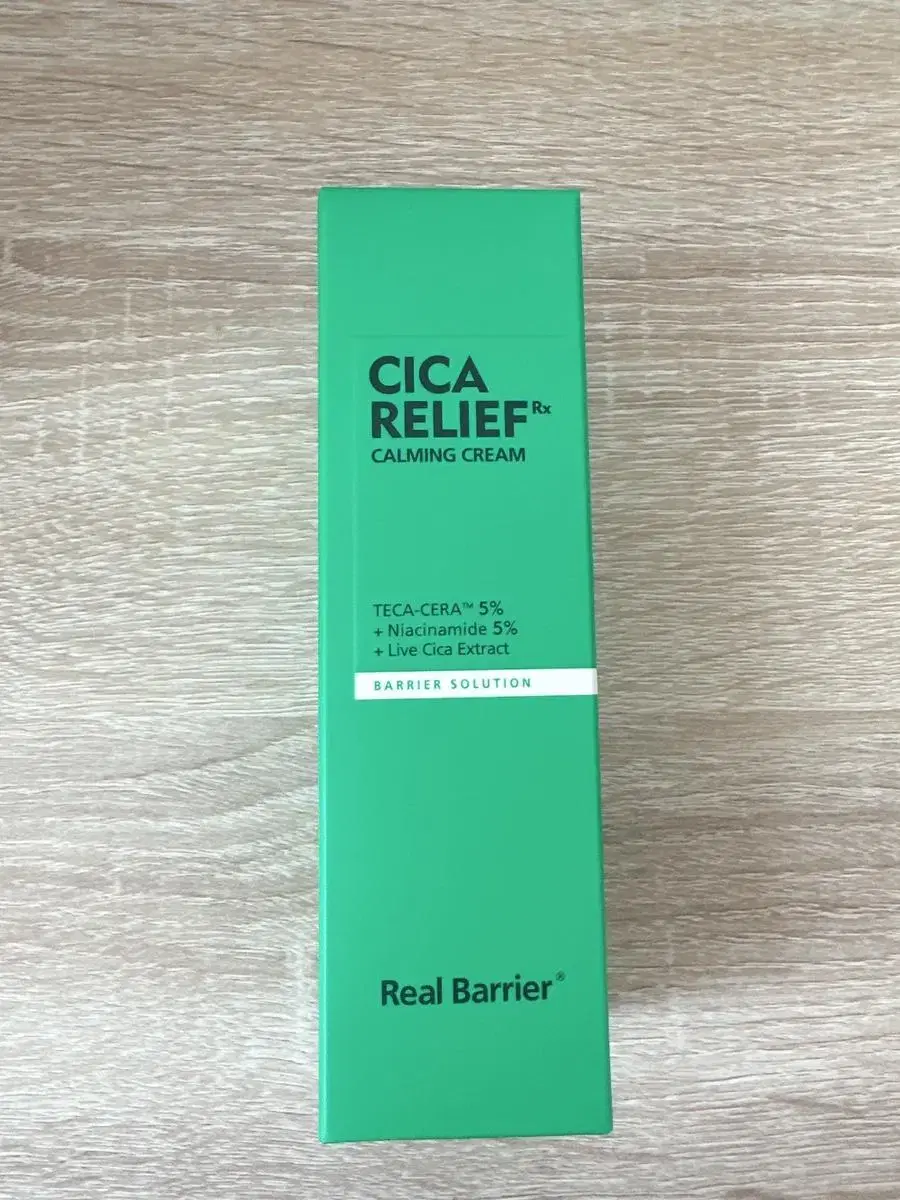 CICA
RELIEF Rx
CALMING CREAM
TECA-CERA™ 5%
+ Niacinamide 5%
+ Live Cica Extract
BARRIER SOLUTION
Real Barrier®